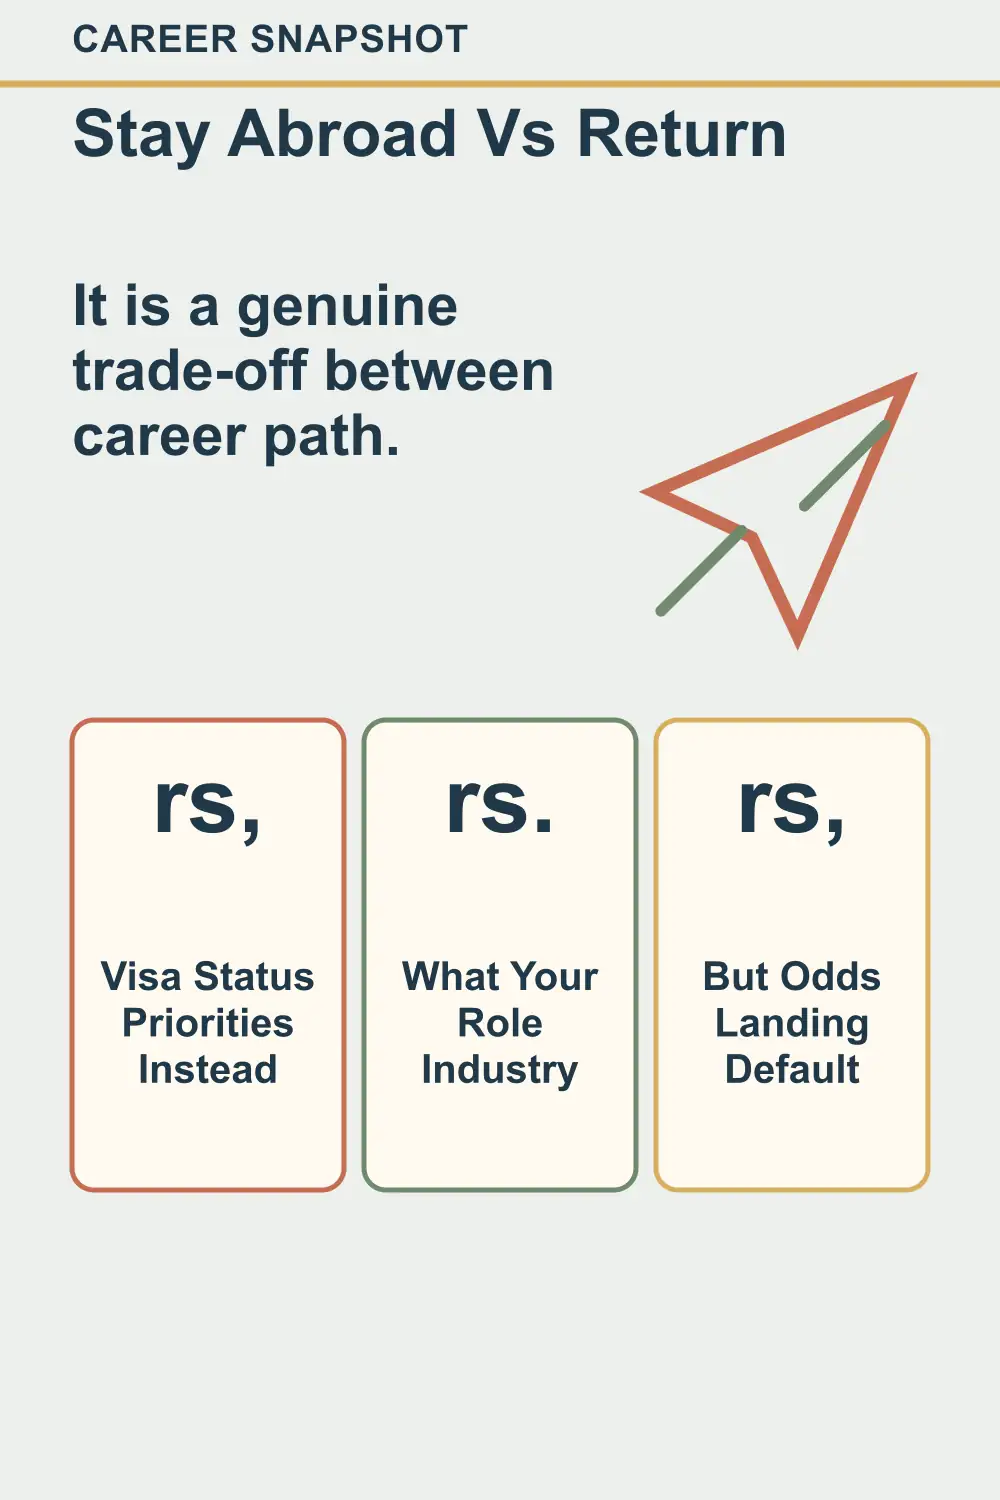 CAREER SNAPSHOT
Stay Abroad Vs Return
It is a genuine
trade-off between
career path.
rs,
Visa Status
Priorities
Instead
rs.
What Your
Role
Industry
rs,
But Odds
Landing
Default